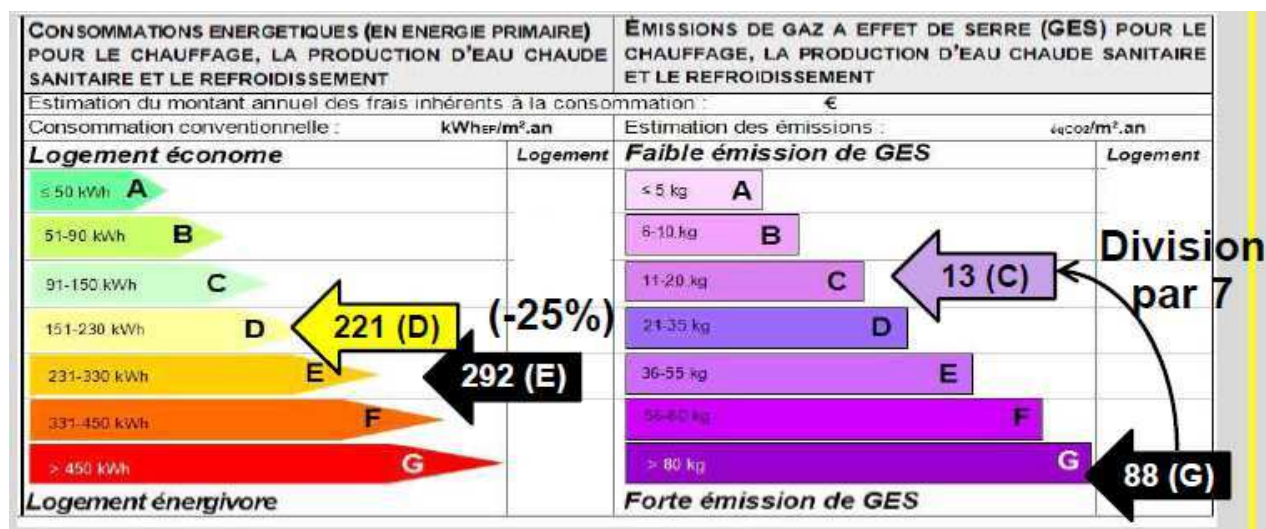 CONSOMMATIONS ENERGETIQUES (EN ENERGIE PRIMAIRE)
POUR LE CHAUFFAGE, LA PRODUCTION D'EAU CHAUDE
SANITAIRE ET LE REFROIDISSEMENT
ÉMISSIONS DE GAZ A EFFET DE SERRE (GES) POUR LE
CHAUFFAGE, LA PRODUCTION D'EAU CHAUDE SANITAIRE
ET LE REFROIDISSEMENT
Estimation du montant annuel des frais inhérents à la consommation : €
Consommation conventionnelle : kWhEF/m².an
Estimation des émissions : éqCO2/m².an
Logement économe Logement
≤ 50 kWh A
51-90 kWh B
91-150 kWh C
151-230 kWh D 221 (D) (-25%)
231-330 kWh E 292 (E)
331-450 kWh F
> 450 kWh G
Logement énergivore
Faible émission de GES Logement
≤ 5 kg A
6-10 kg B
11-20 kg C 13 (C)
21-35 kg D
36-55 kg E
56-80 kg F
> 80 kg G 88 (G)
Forte émission de GES
Division
par 7